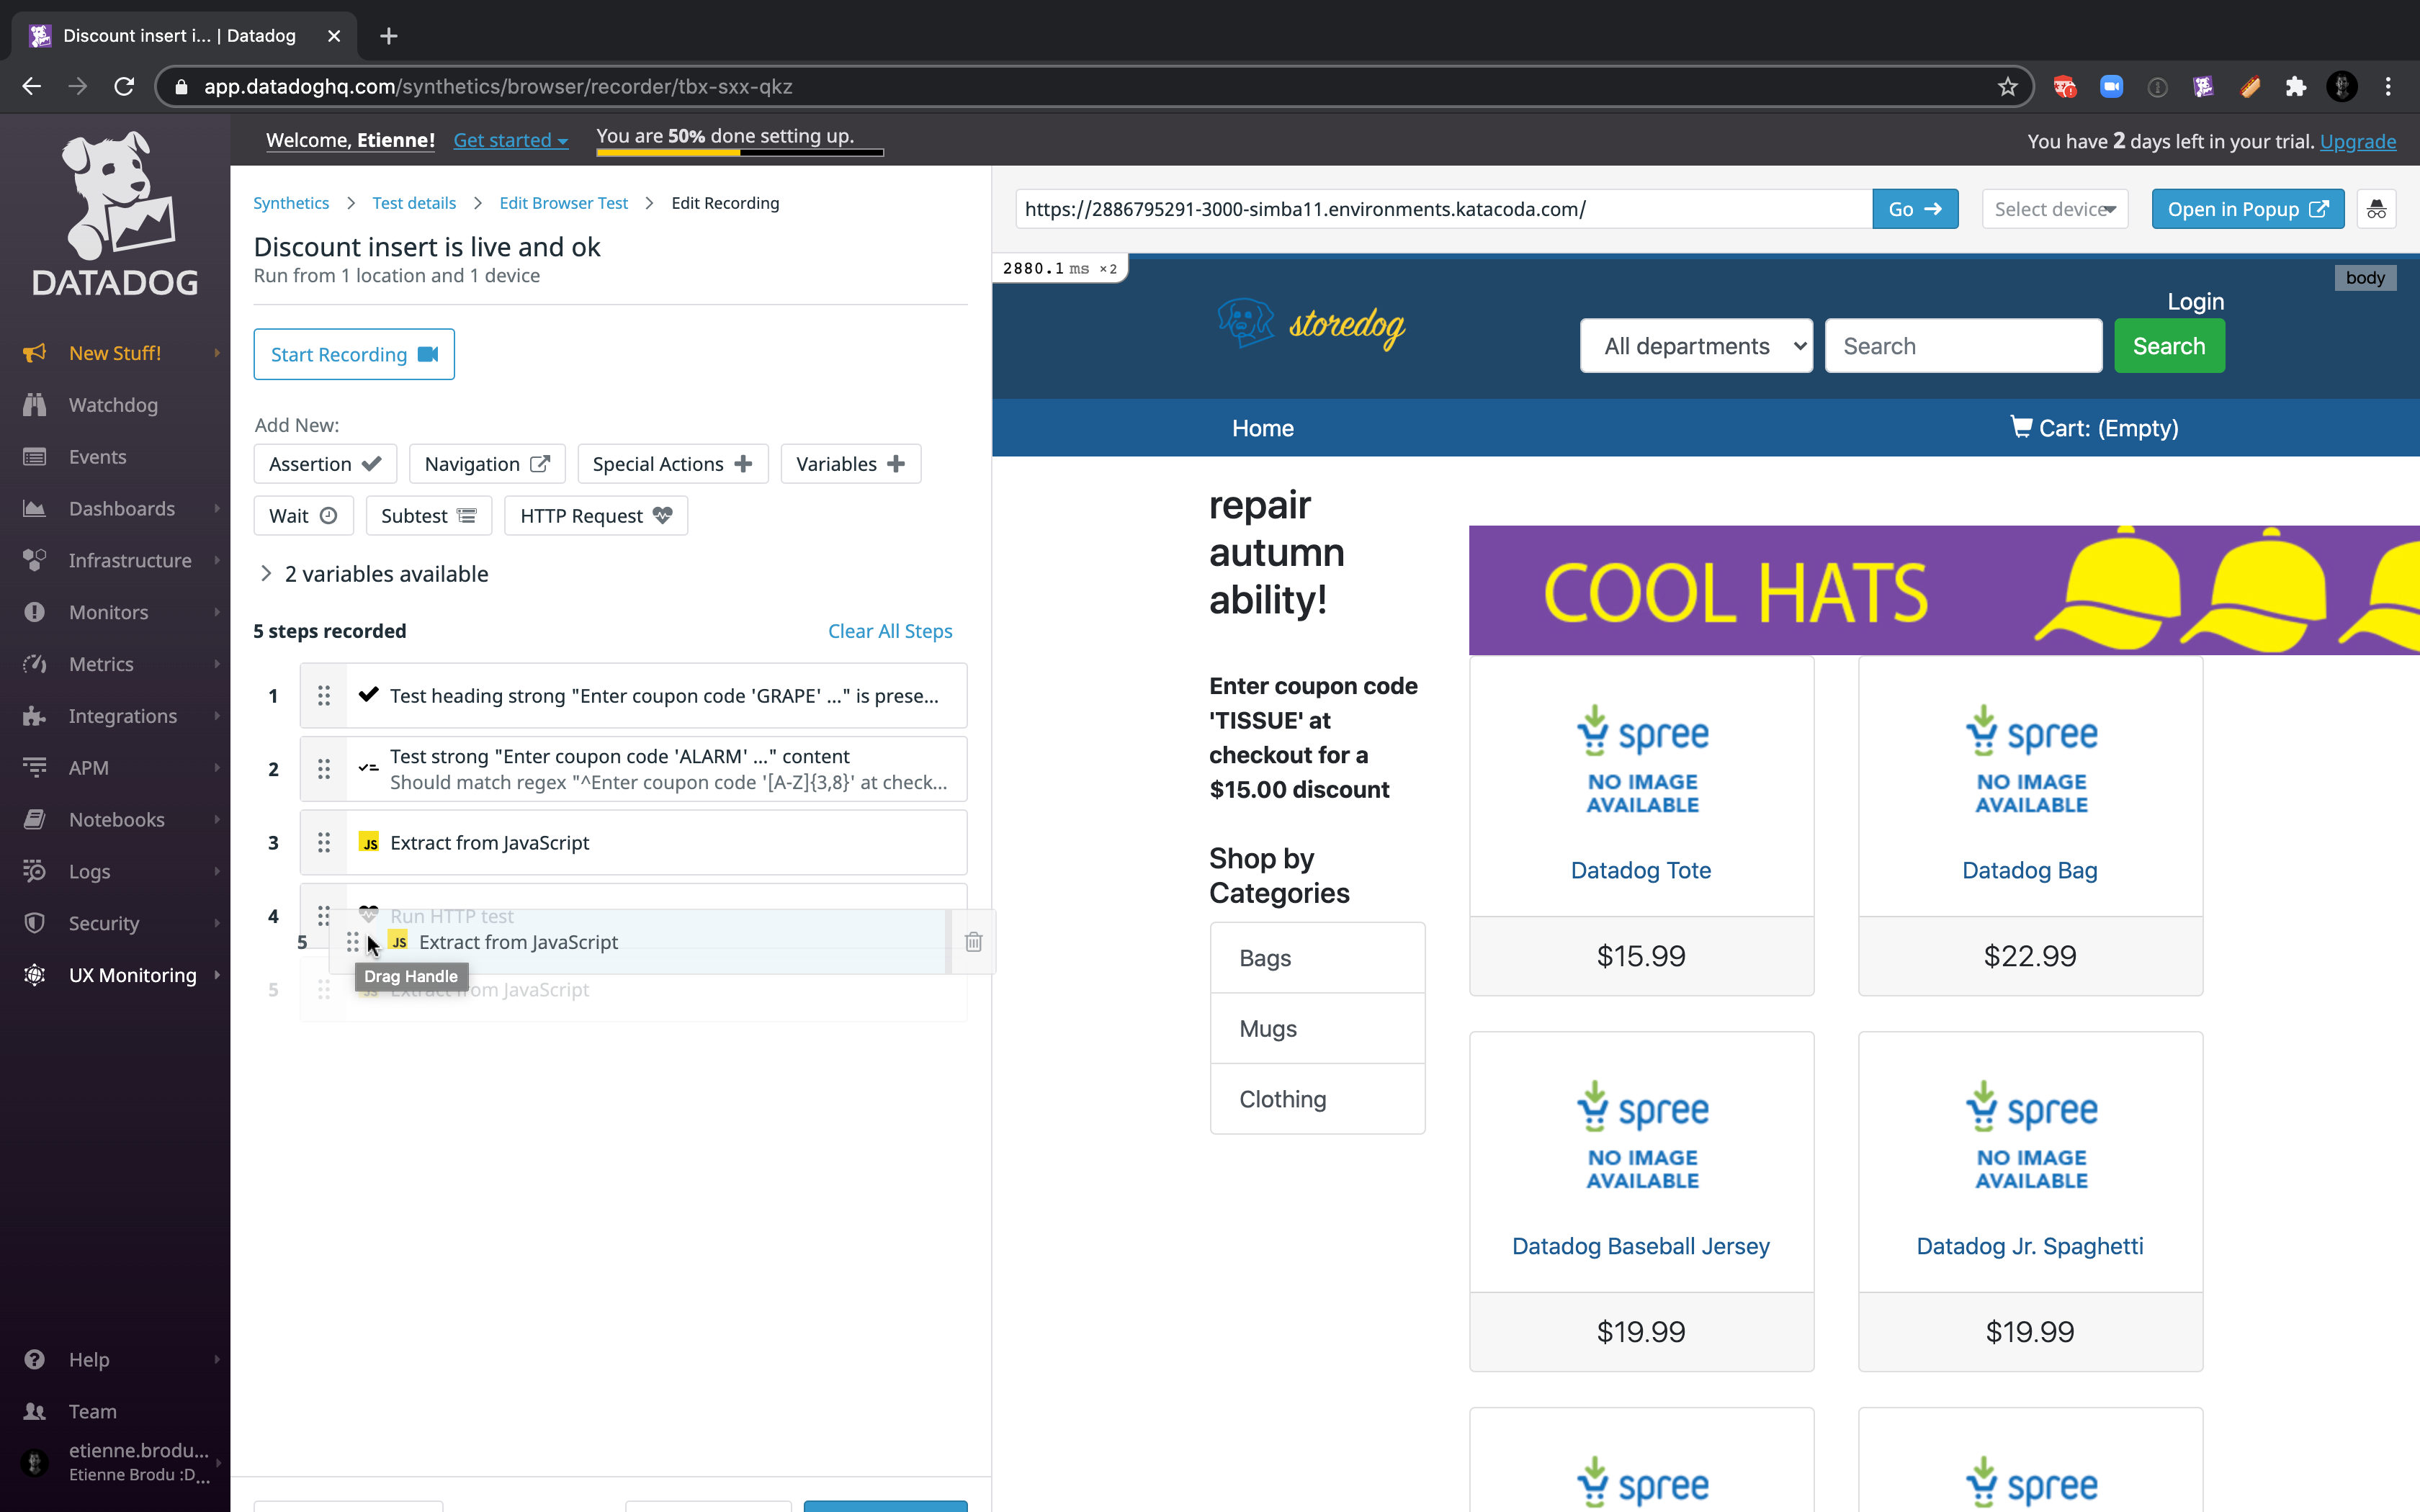 Discount insert i... | Datadog
app.datadoghq.com/synthetics/browser/recorder/tbx-sxx-qkz
DATADOG
New Stuff!
Watchdog
Events
Dashboards
Infrastructure
Monitors
Metrics
Integrations
APM
Notebooks
Logs
Security
UX Monitoring
Help
Team
etienne.brodu...
Etienne Brodu :D...
Welcome, Etienne!
Get started
You are 50% done setting up.
You have 2 days left in your trial. Upgrade
Synthetics > Test details > Edit Browser Test > Edit Recording
Discount insert is live and ok
Run from 1 location and 1 device
Start Recording
Add New:
Assertion
Navigation
Special Actions
Variables
Wait
Subtest
HTTP Request
2 variables available
5 steps recorded
Clear All Steps
1
Test heading strong "Enter coupon code 'GRAPE' ..." is prese...
2
Test strong "Enter coupon code 'ALARM' ..." content
Should match regex "^Enter coupon code '[A-Z]{3,8}' at check...
3
JS Extract from JavaScript
4
Run HTTP test
5
JS Extract from JavaScript
Drag Handle
5
Extract from JavaScript
https://2886795291-3000-simba11.environments.katacoda.com/
Go
Select device
Open in Popup
2880.1 ms ×2
body
storedog
Login
All departments
Search
Search
Home
Cart: (Empty)
repair
autumn
ability!
COOL HATS
Enter coupon code
'TISSUE' at
checkout for a
$15.00 discount
Shop by
Categories
Bags
Mugs
Clothing
spree
NO IMAGE
AVAILABLE
Datadog Tote
$15.99
spree
NO IMAGE
AVAILABLE
Datadog Bag
$22.99
spree
NO IMAGE
AVAILABLE
Datadog Baseball Jersey
$19.99
spree
NO IMAGE
AVAILABLE
Datadog Jr. Spaghetti
$19.99
spree
spree